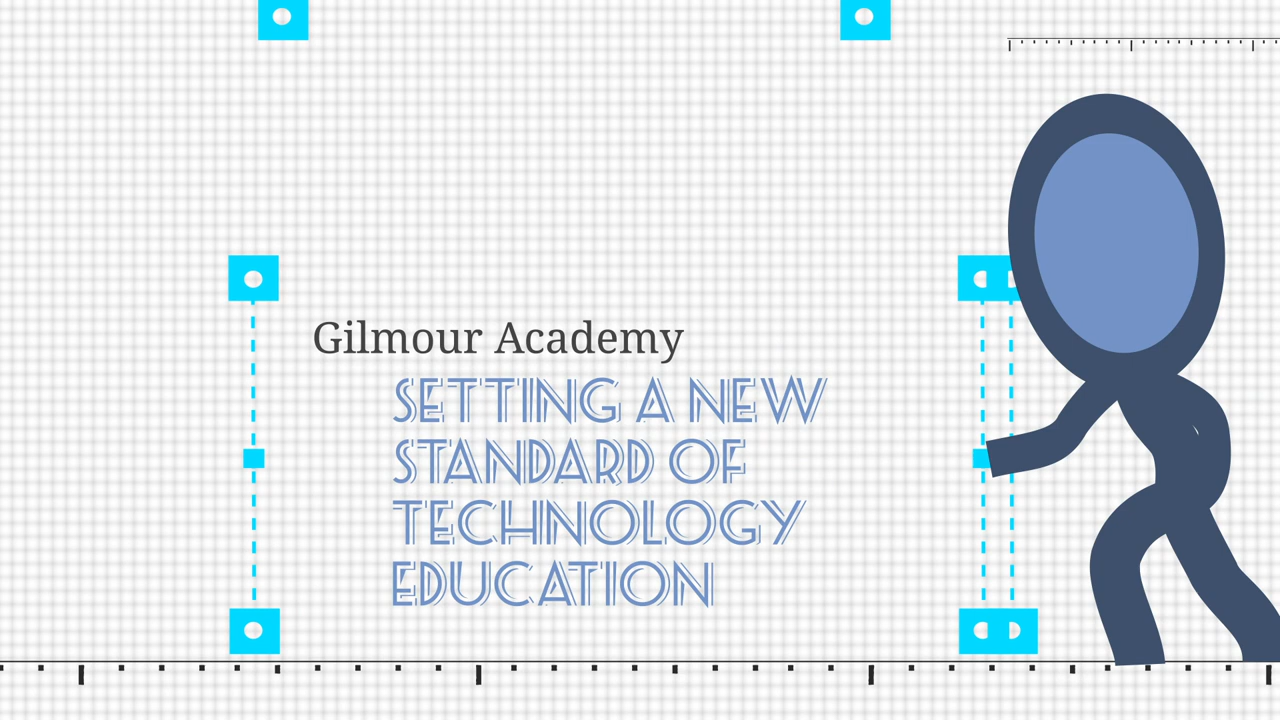 Gilmour Academy
SETTING A NEW
STANDARD OF
TECHNOLOGY
EDUCATION